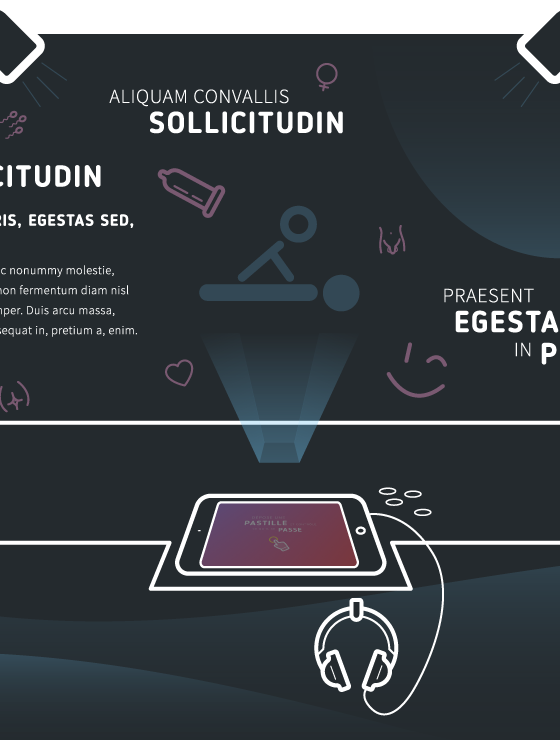 ALIQUAM CONVALLIS
SOLLICITUDIN
CITUDIN
RIS, EGESTAS SED,
c nonummy molestie,
non fermentum diam nisl
nper. Duis arcu massa,
sequat in, pretium a, enim.
PRAESENT
EGESTA
IN P
PASTILLE
PASSE